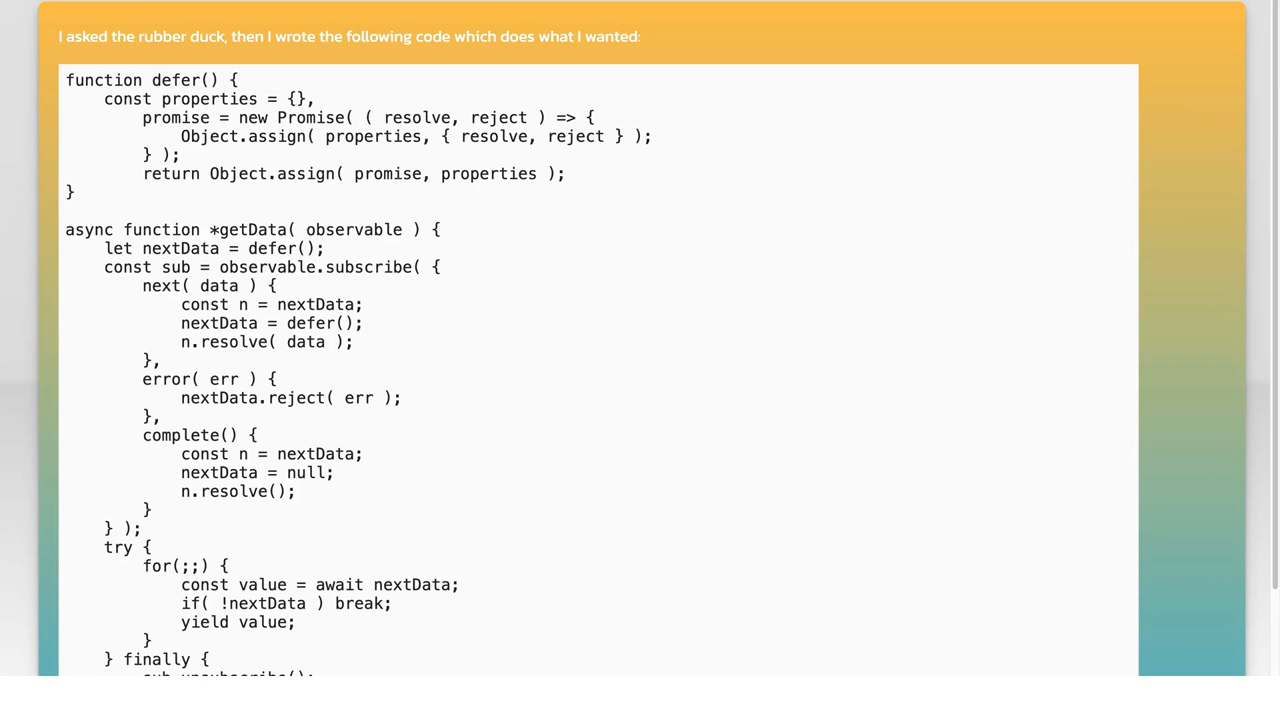 I asked the rubber duck, then I wrote the following code which does what I wanted:
function defer() {
    const properties = {},
        promise = new Promise( ( resolve, reject ) => {
            Object.assign( properties, { resolve, reject } );
        } );
        return Object.assign( promise, properties );
}

async function *getData( observable ) {
    let nextData = defer();
    const sub = observable.subscribe( {
        next( data ) {
            const n = nextData;
            nextData = defer();
            n.resolve( data );
        },
        error( err ) {
            nextData.reject( err );
        },
        complete() {
            const n = nextData;
            nextData = null;
            n.resolve();
        }
    } );
    try {
        for(;;) {
            const value = await nextData;
            if( !nextData ) break;
            yield value;
        }
    } finally {
        sub.unsubscribe();